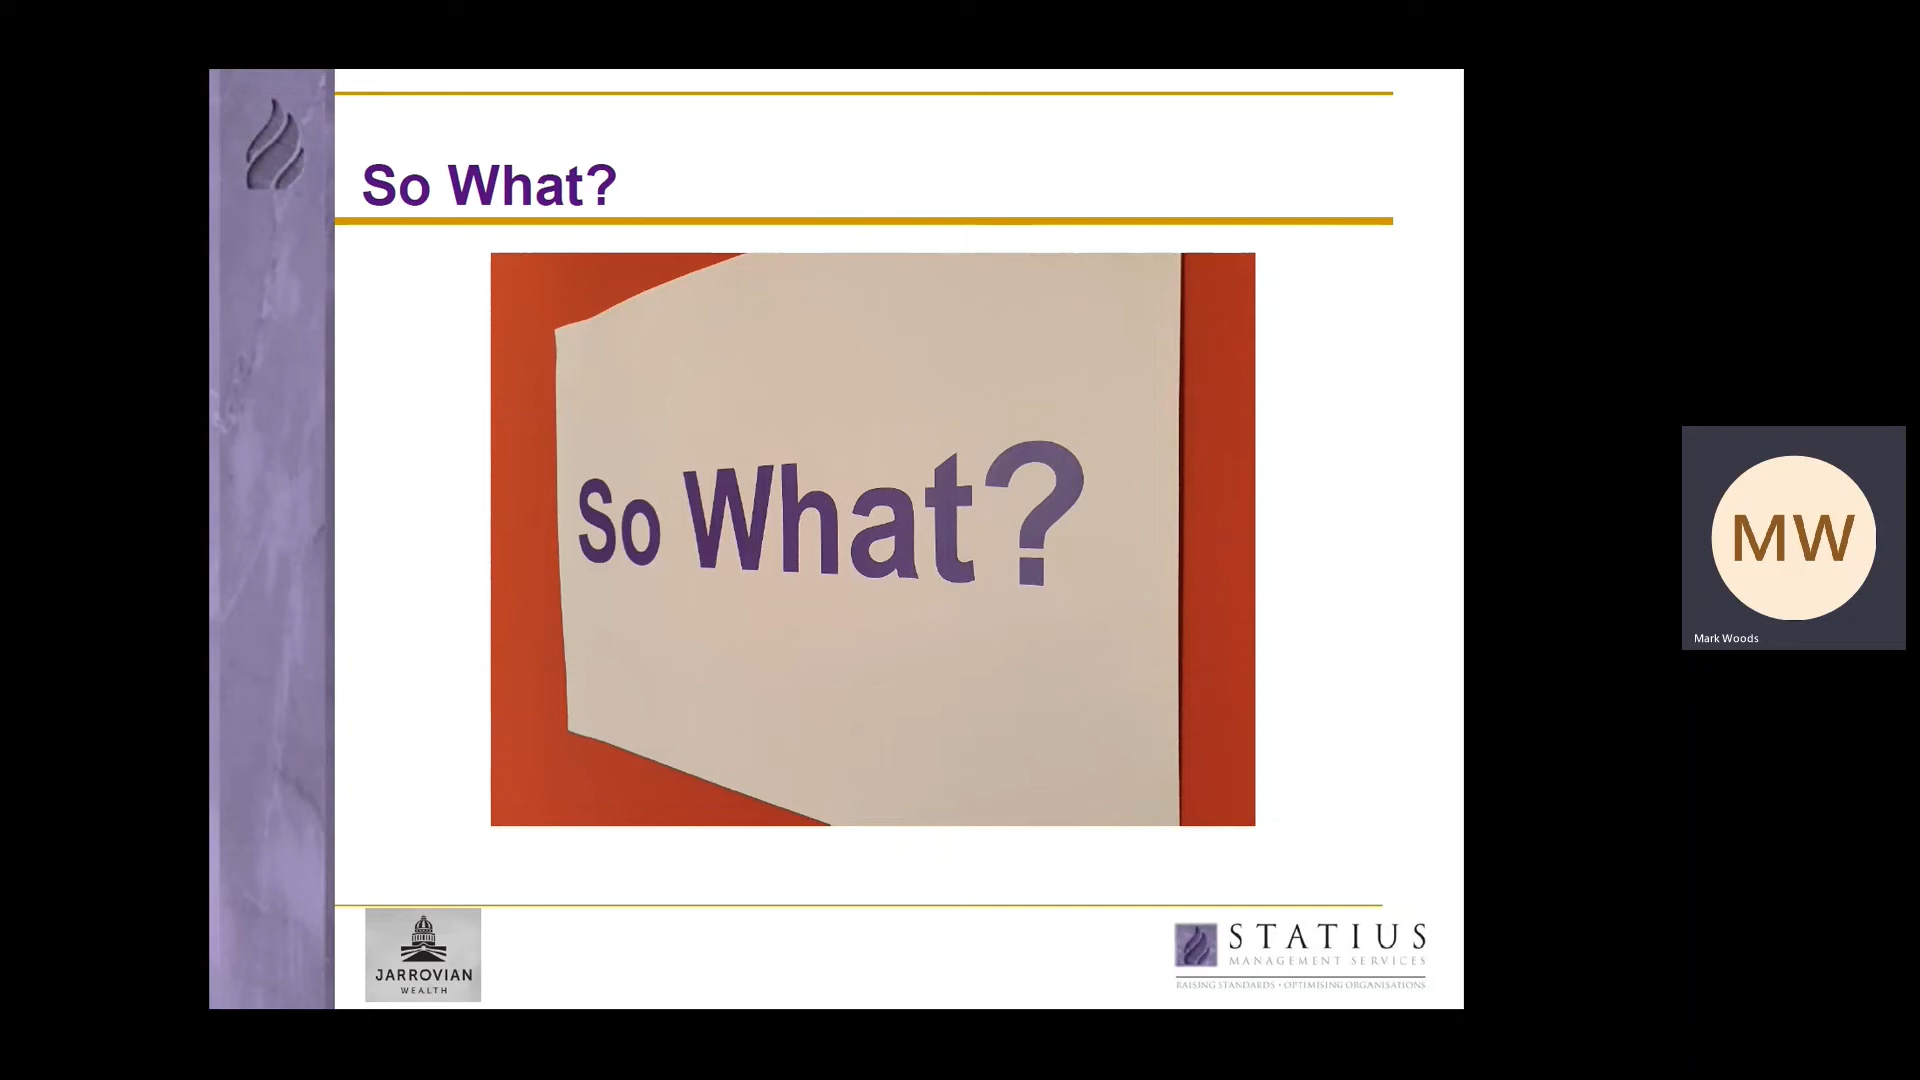 So What?
So What?
MW
Mark Woods
JARROVIAN
WEALTH
STATIUS
MANAGEMENT SERVICES
RAISING STANDARDS • OPTIMISING ORGANISATIONS